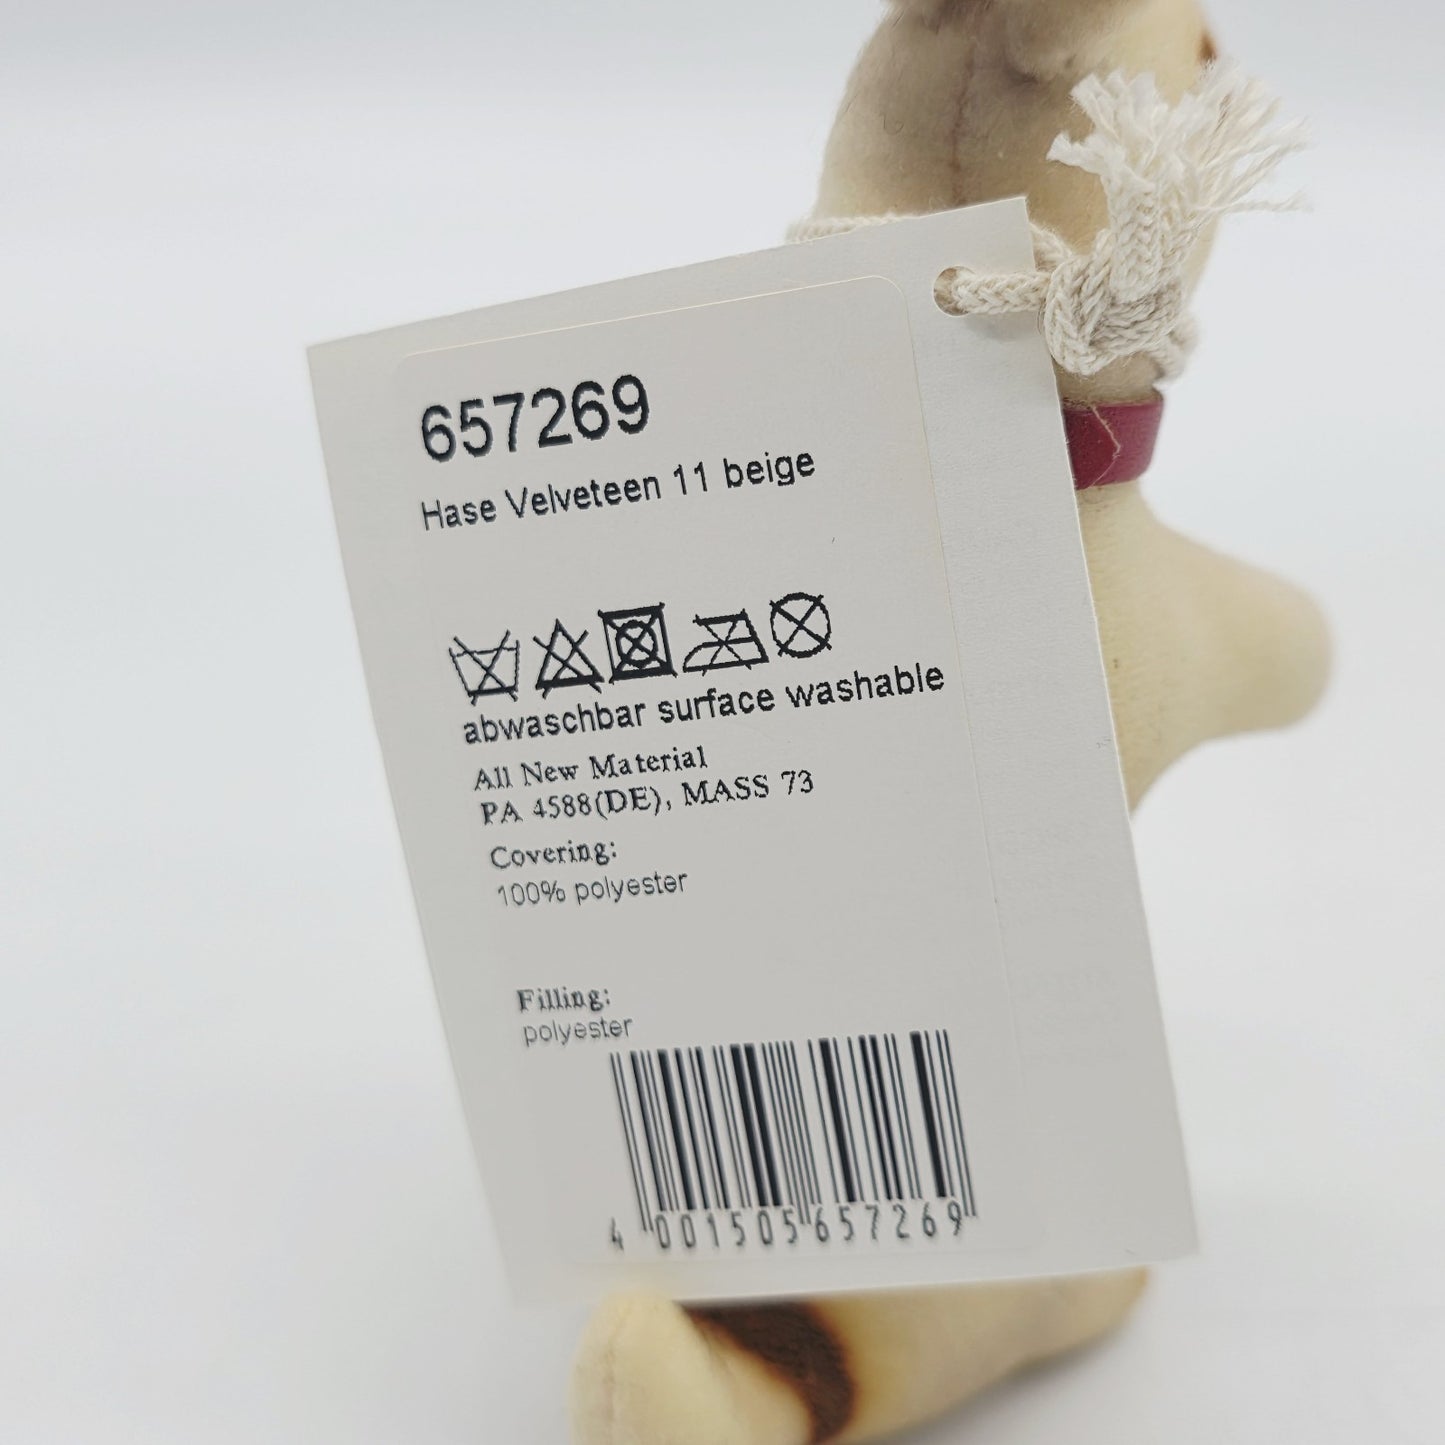 657269
Hase Velveteen 11 beige
abwaschbar surface washable
All New Material
PA 4588(DE), MASS 73
Covering:
100% polyester
Filling:
polyester
4 001505 657269